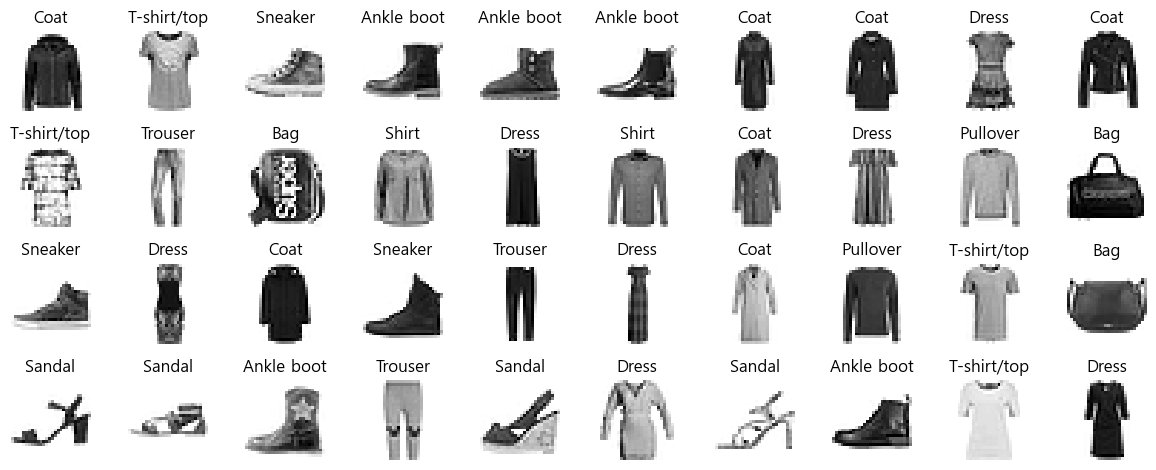 Coat T-shirt/top Sneaker Ankle boot Ankle boot Ankle boot Coat Coat Dress Coat
T-shirt/top Trouser Bag Shirt Dress Shirt Coat Dress Pullover Bag
Sneaker Dress Coat Sneaker Trouser Dress Coat Pullover T-shirt/top Bag
Sandal Sandal Ankle boot Trouser Sandal Dress Sandal Ankle boot T-shirt/top Dress